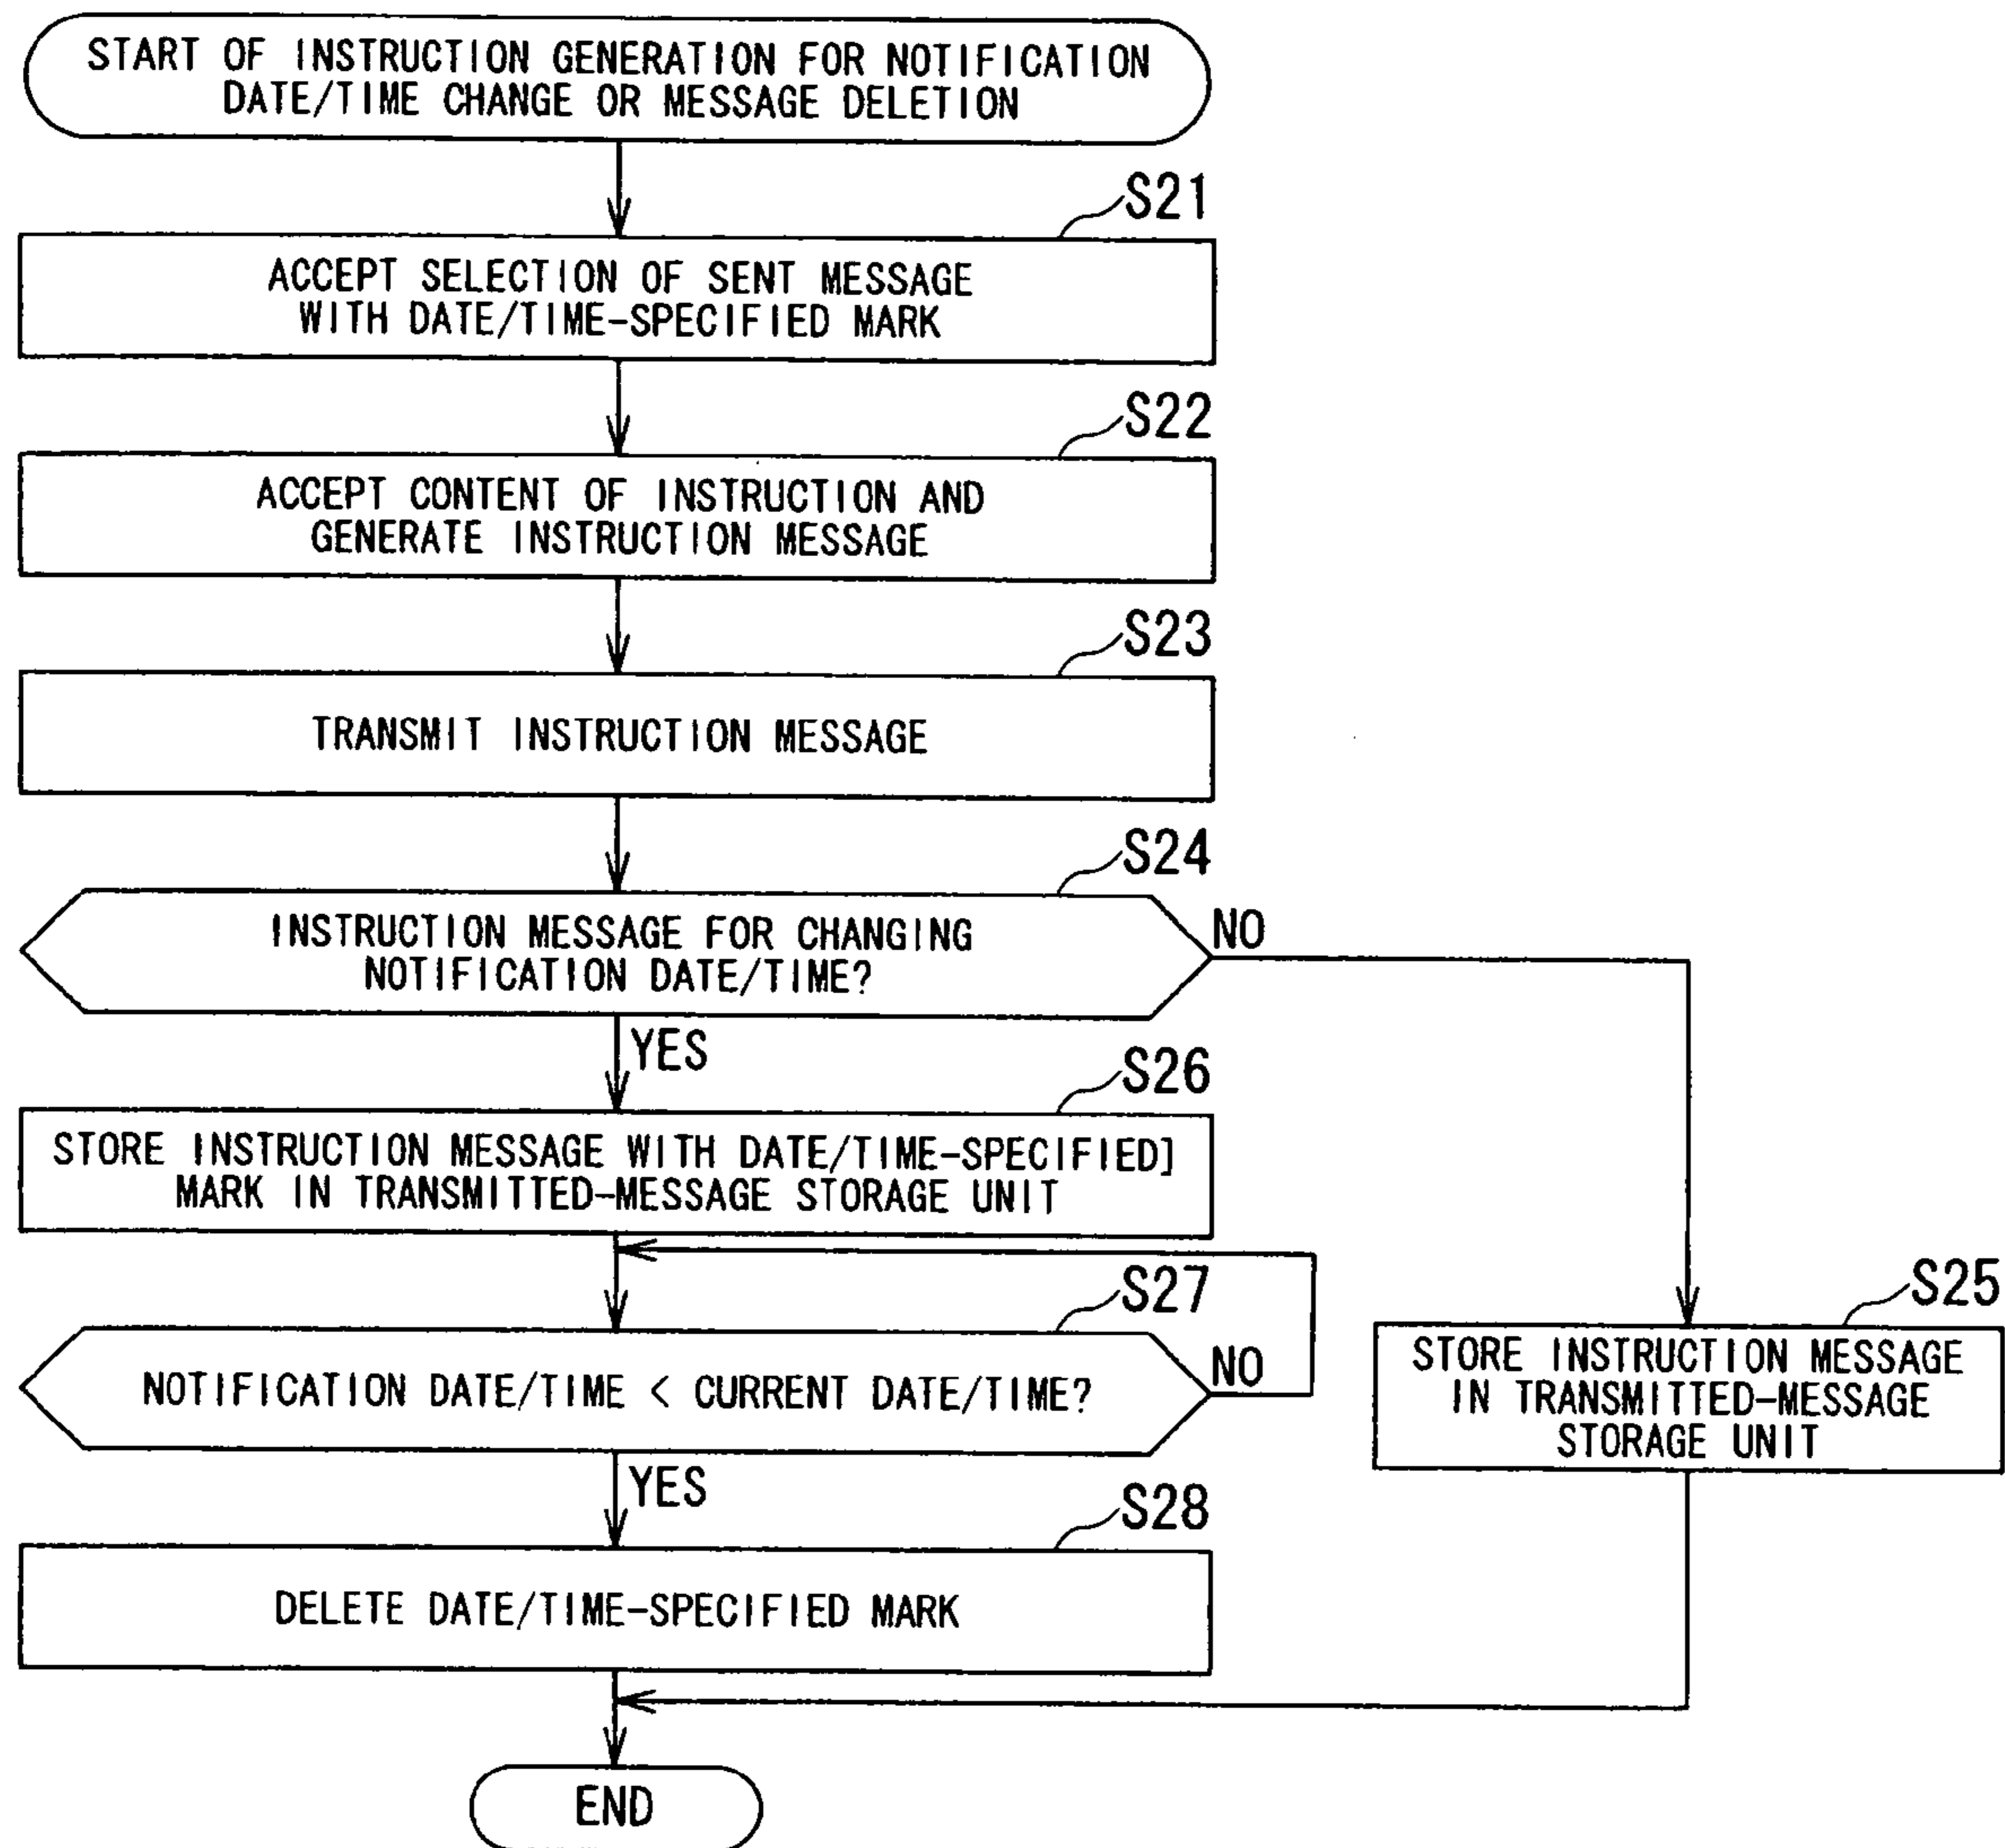 START OF INSTRUCTION GENERATION FOR NOTIFICATION
DATE/TIME CHANGE OR MESSAGE DELETION
S21
ACCEPT SELECTION OF SENT MESSAGE
WITH DATE/TIME-SPECIFIED MARK
S22
ACCEPT CONTENT OF INSTRUCTION AND
GENERATE INSTRUCTION MESSAGE
S23
TRANSMIT INSTRUCTION MESSAGE
S24
INSTRUCTION MESSAGE FOR CHANGING
NOTIFICATION DATE/TIME?
NO
YES
S26
STORE INSTRUCTION MESSAGE WITH DATE/TIME-SPECIFIED]
MARK IN TRANSMITTED-MESSAGE STORAGE UNIT
S27
NOTIFICATION DATE/TIME < CURRENT DATE/TIME?
NO
YES
S25
STORE INSTRUCTION MESSAGE
IN TRANSMITTED-MESSAGE
STORAGE UNIT
S28
DELETE DATE/TIME-SPECIFIED MARK
END